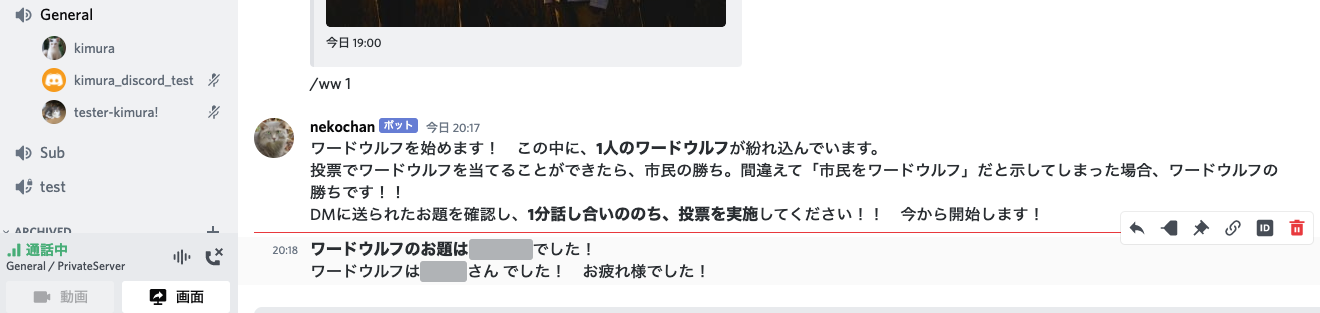 General
kimura
kimura_discord_test
tester-kimura!
Sub
test
ARCHIVED
通話中
General / PrivateServer
動画
画面
今日 19:00
/ww 1
nekochan ボット 今日 20:17
ワードウルフを始めます！　この中に、1人のワードウルフが紛れ込んでいます。
投票でワードウルフを当てることができたら、市民の勝ち。間違えて「市民をワードウルフ」だと示してしまった場合、ワードウルフの
勝ちです！！
DMに送られたお題を確認し、1分話し合いののち、投票を実施してください！！　今から開始します！
ID
20:18 ワードウルフのお題は でした！
ワードウルフは さん でした！　お疲れ様でした！